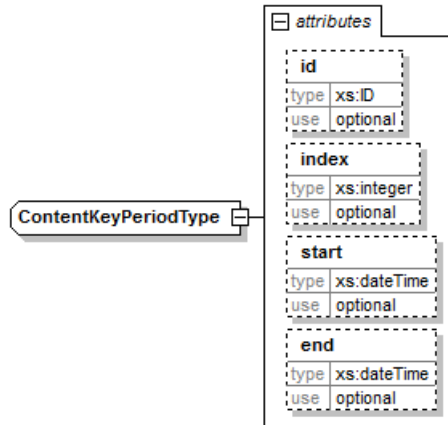 attributes
id
type xs:ID
use optional
index
type xs:integer
use optional
ContentKeyPeriodType
start
type xs:dateTime
use optional
end
type xs:dateTime
use optional